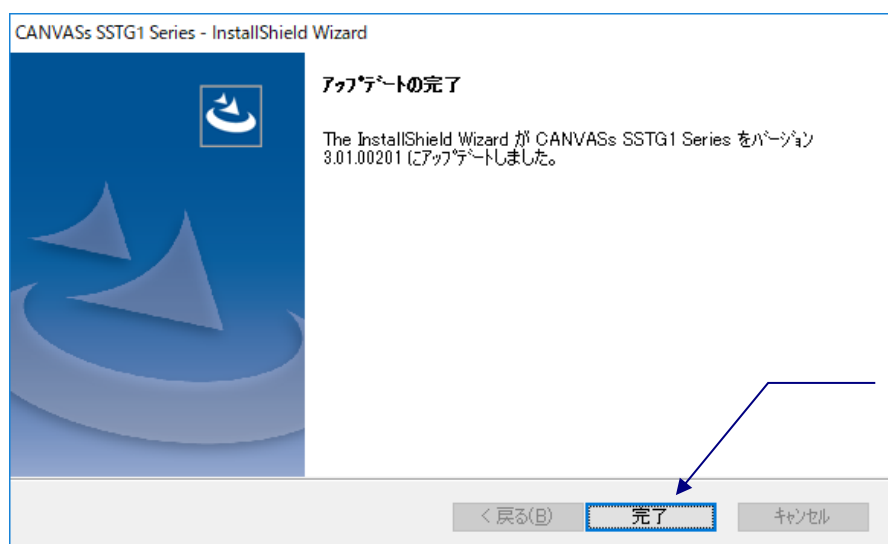 CANVASs SSTG1 Series - InstallShield Wizard
ｱｯﾌﾟﾃﾞｰﾄの完了
The InstallShield Wizard が CANVASs SSTG1 Series をﾊﾞｰｼﾞｮﾝ
3.01.00201 にｱｯﾌﾟﾃﾞｰﾄしました。
< 戻る(B)
完了
ｷｬﾝｾﾙ